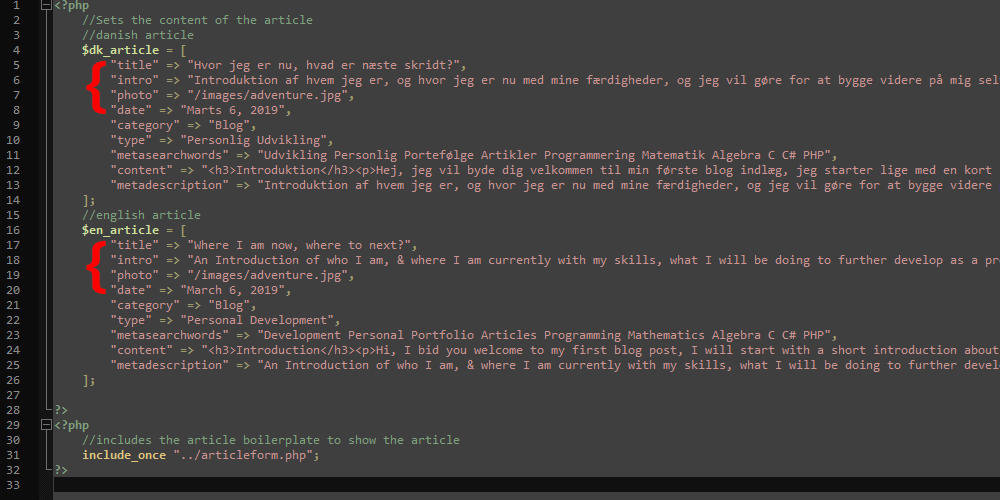 1 <?php
2 //Sets the content of the article
3 //danish article
4 $dk_article = [
5 "title" => "Hvor jeg er nu, hvad er næste skridt?",
6 "intro" => "Introduktion af hvem jeg er, og hvor jeg er nu med mine færdigheder, og jeg vil gøre for at bygge videre på mig sel
7 "photo" => "/images/adventure.jpg",
8 "date" => "Marts 6, 2019",
9 "category" => "Blog",
10 "type" => "Personlig Udvikling",
11 "metasearchwords" => "Udvikling Personlig Portefølge Artikler Programmering Matematik Algebra C C# PHP",
12 "content" => "<h3>Introduktion</h3><p>Hej, jeg vil byde dig velkommen til min første blog indlæg, jeg starter lige med en kort
13 "metadescription" => "Introduktion af hvem jeg er, og hvor jeg er nu med mine færdigheder, og jeg vil gøre for at bygge videre
14 ];
15 //english article
16 $en_article = [
17 "title" => "Where I am now, where to next?",
18 "intro" => "An Introduction of who I am, & where I am currently with my skills, what I will be doing to further develop as a pr
19 "photo" => "/images/adventure.jpg",
20 "date" => "March 6, 2019",
21 "category" => "Blog",
22 "type" => "Personal Development",
23 "metasearchwords" => "Development Personal Portfolio Articles Programming Mathematics Algebra C C# PHP",
24 "content" => "<h3>Introduction</h3><p>Hi, I bid you welcome to my first blog post, I will start with a short introduction about
25 "metadescription" => "An Introduction of who I am, & where I am currently with my skills, what I will be doing to further devel
26 ];
27
28 ?>
29 <?php
30 //includes the article boilerplate to show the article
31 include_once "../articleform.php";
32 ?>
33